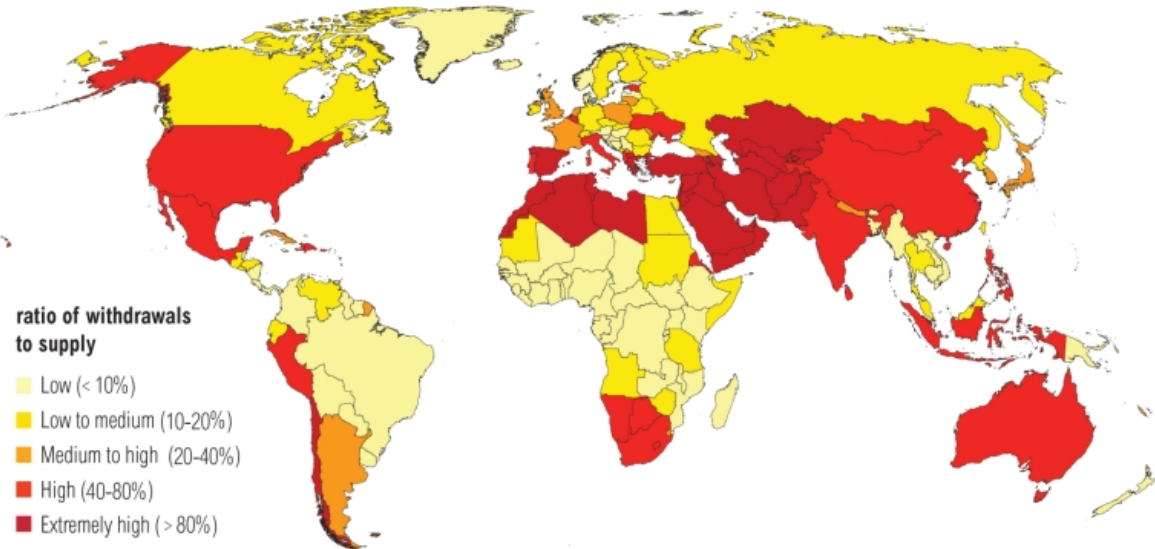 ratio of withdrawals
to supply
Low (< 10%)
Low to medium (10-20%)
Medium to high (20-40%)
High (40-80%)
Extremely high ( > 80%)